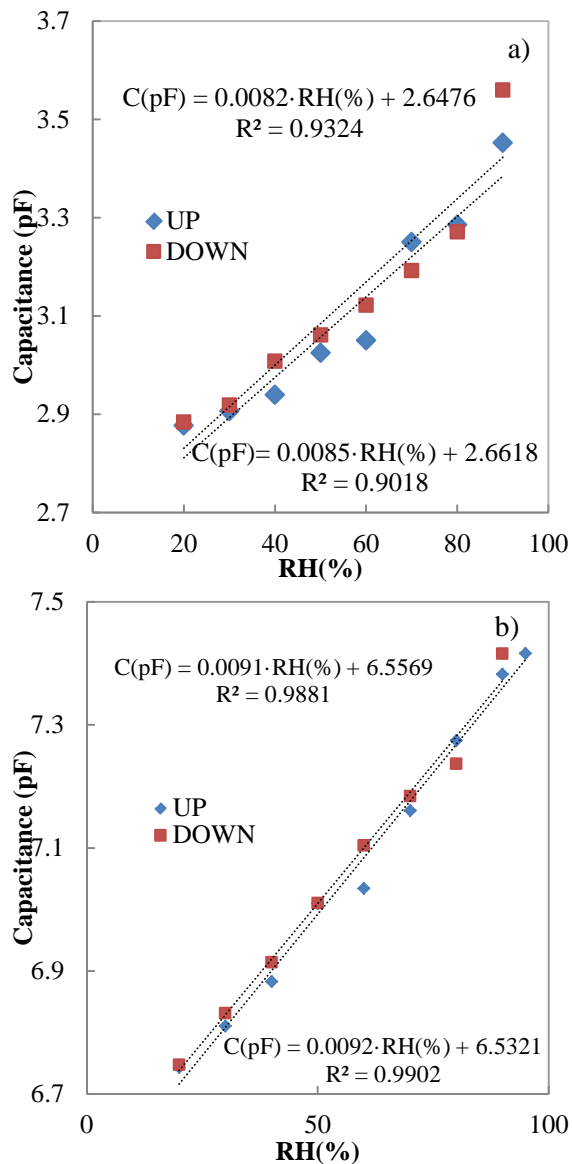 3.7
a)
C(pF) = 0.0082·RH(%) + 2.6476
R² = 0.9324
3.5
3.3
UP
DOWN
Capacitance (pF)
3.1
2.9
C(pF)= 0.0085·RH(%) + 2.6618
R² = 0.9018
2.7
0 20 40 60 80 100
RH(%)
7.5
b)
C(pF) = 0.0091·RH(%) + 6.5569
R² = 0.9881
7.3
UP
DOWN
Capacitance (pF)
7.1
6.9
C(pF) = 0.0092·RH(%) + 6.5321
R² = 0.9902
6.7
0 50 100
RH(%)